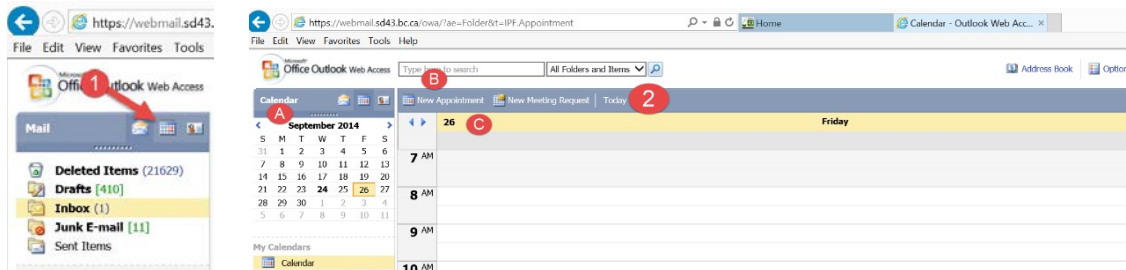 https://webmail.sd43.
File Edit View Favorites Tools
Microsoft
Office Outlook Web Access
1
Mail
Deleted Items (21629)
Drafts [410]
Inbox (1)
Junk E-mail [11]
Sent Items
https://webmail.sd43.bc.ca/owa/?ae=Folder&t=IPF.Appointment
Home
Calendar - Outlook Web Acc... ×
File Edit View Favorites Tools Help
Microsoft
Office Outlook Web Access
Type here to search
All Folders and Items
Address Book
Option
B
Calendar
New Appointment
New Meeting Request
Today
2
A
September 2014
26
C
Friday
S M T W T F S
31 1 2 3 4 5 6
7 8 9 10 11 12 13
14 15 16 17 18 19 20
21 22 23 24 25 26 27
28 29 30 1 2 3 4
5 6 7 8 9 10 11
7 AM
8 AM
9 AM
10 AM
My Calendars
Calendar